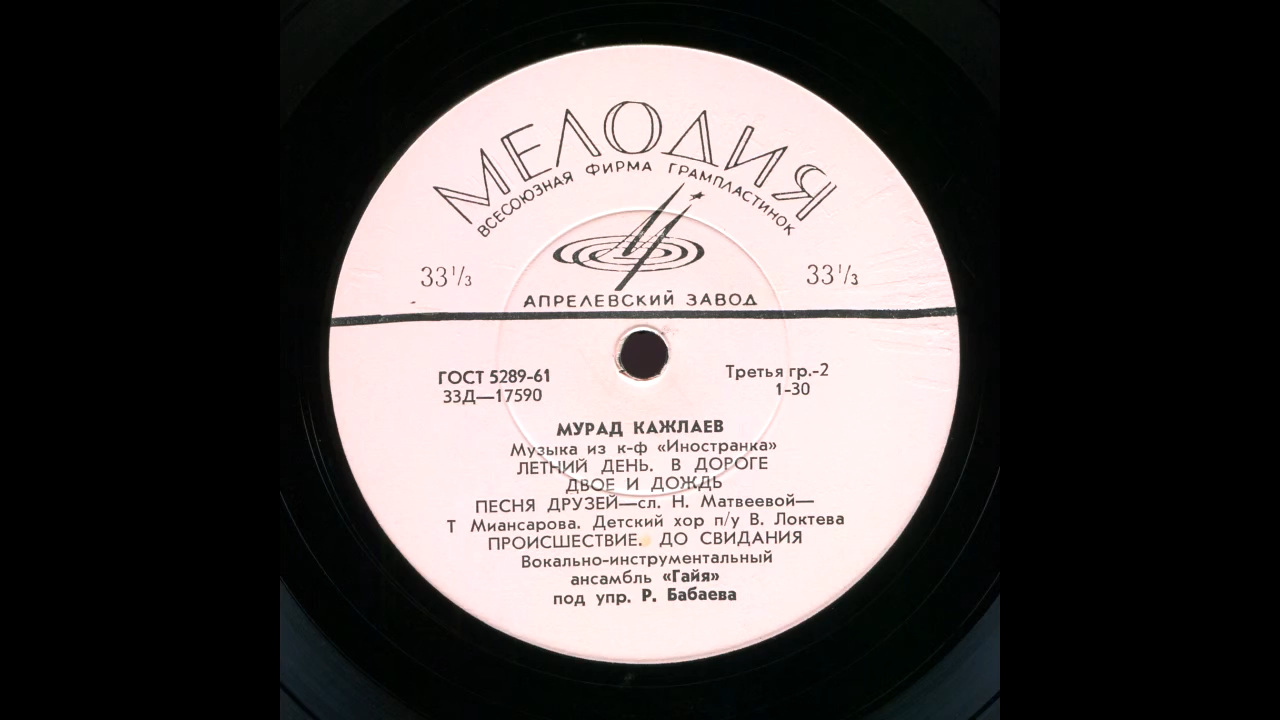 МЕЛОДИЯ
ВСЕСОЮЗНАЯ ФИРМА ГРАМПЛАСТИНОК
33 1/3 33 1/3
АПРЕЛЕВСКИЙ ЗАВОД
ГОСТ 5289-61 Третья гр.-2
33Д—17590 1-30
МУРАД КАЖЛАЕВ
Музыка из к-ф «Иностранка»
ЛЕТНИЙ ДЕНЬ. В ДОРОГЕ
ДВОЕ И ДОЖДЬ
ПЕСНЯ ДРУЗЕЙ—сл. Н. Матвеевой—
Т Миансарова. Детский хор п/у В. Локтева
ПРОИСШЕСТВИЕ. ДО СВИДАНИЯ
Вокально-инструментальный
ансамбль «Гайя»
под упр. Р. Бабаева